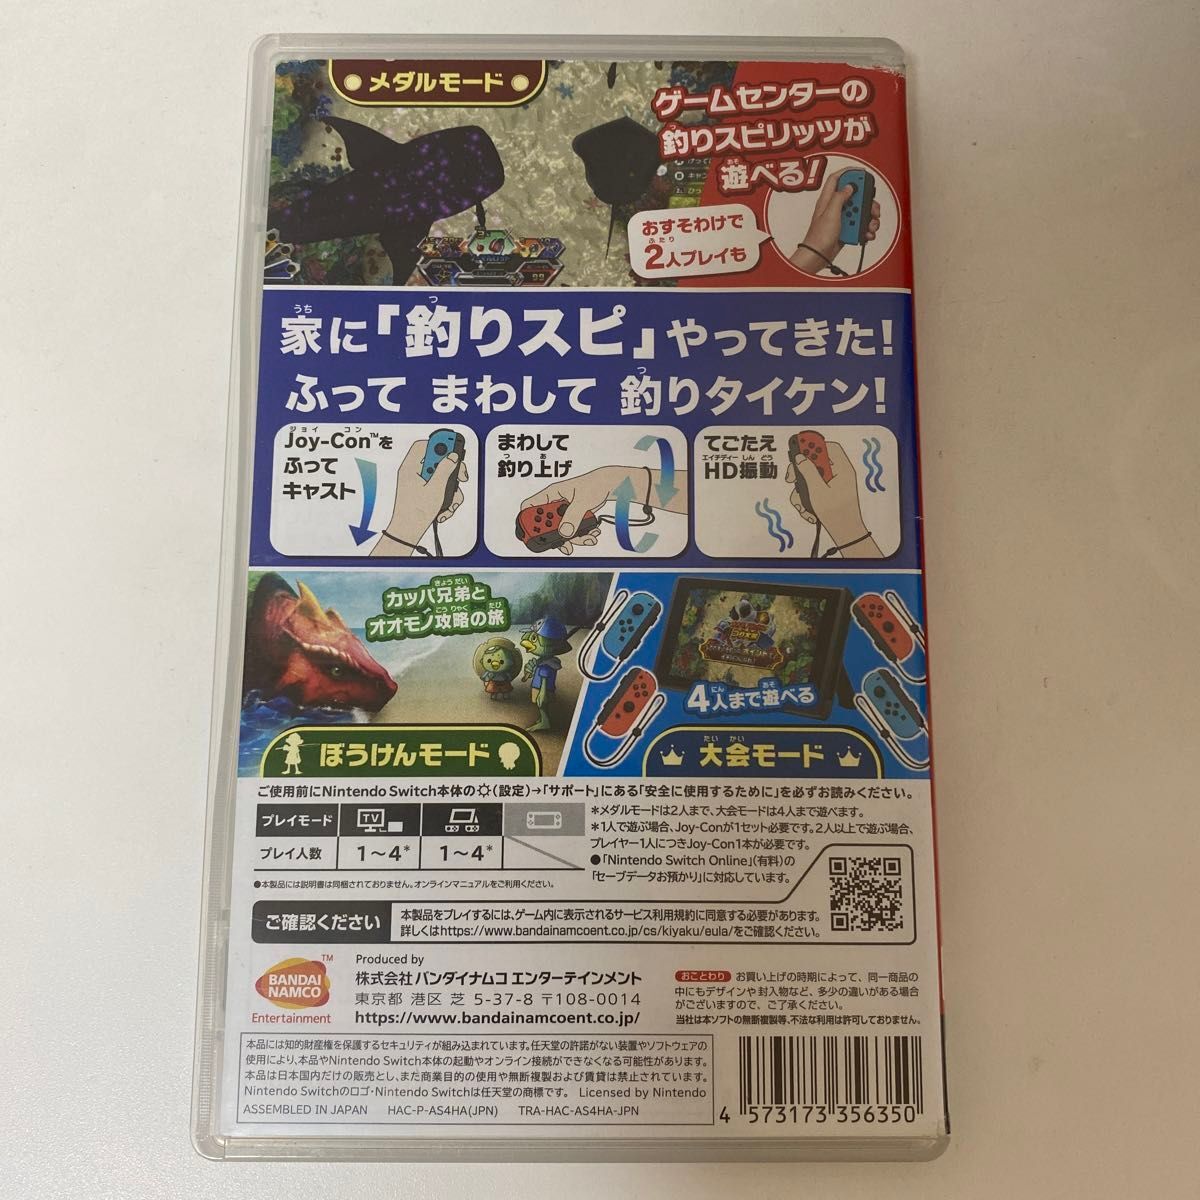 メダルモード
ゲームセンターの
釣りスピリッツが
遊べる!
おすそわけで
2人プレイも
家に「釣りスピ」やってきた!
ふって まわして 釣りタイケン!
Joy-Con™を
ふって
キャスト
まわして
釣り上げ
てごたえ
HD振動
カッパ兄弟と
オオモノ攻略の旅
4人まで遊べる
ぼうけんモード
大会モード
ご使用前にNintendo Switch本体の(設定)→「サポート」にある「安全に使用するために」を必ずお読みください。
プレイモード TV
プレイ人数 1~4* 1~4*
*メダルモードは2人まで、大会モードは4人まで遊べます。
*1人で遊ぶ場合、Joy-Conが1セット必要です。2人以上で遊ぶ場合、
プレイヤー1人につきJoy-Con1本が必要です。
●「Nintendo Switch Online」(有料)の
「セーブデータお預かり」に対応しています。
●本製品には説明書は同梱されておりません。オンラインマニュアルをご利用ください。
ご確認ください
本製品をプレイするには、ゲーム内に表示されるサービス利用規約に同意する必要があります。
詳しくはhttps://www.bandainamcoent.co.jp/cs/kiyaku/eula/をご確認ください。
BANDAI NAMCO
Entertainment
TM
Produced by
株式会社 バンダイナムコ エンターテインメント
東京都 港区 芝 5-37-8 〒108-0014
https://www.bandainamcoent.co.jp/
おことわり お買い上げの時期によって、同一商品の
中にもデザインや封入物など、多少の違いがある場合
がございますので、ご了承ください。
当社は本ソフトの無断複製等、不法な利用は許可しておりません。
本品には知的財産権を保護するセキュリティが組み込まれています。任天堂の許諾がない装置やソフトウェアの
使用により、本品やNintendo Switch本体の起動やオンライン接続ができなくなる可能性があります。
本品は日本国内だけの販売とし、また商業目的の使用や無断複製および賃貸は禁止されています。
Nintendo Switchのロゴ・Nintendo Switchは任天堂の商標です。 Licensed by Nintendo
ASSEMBLED IN JAPAN HAC-P-AS4HA(JPN) TRA-HAC-AS4HA-JPN
4 573173 356350